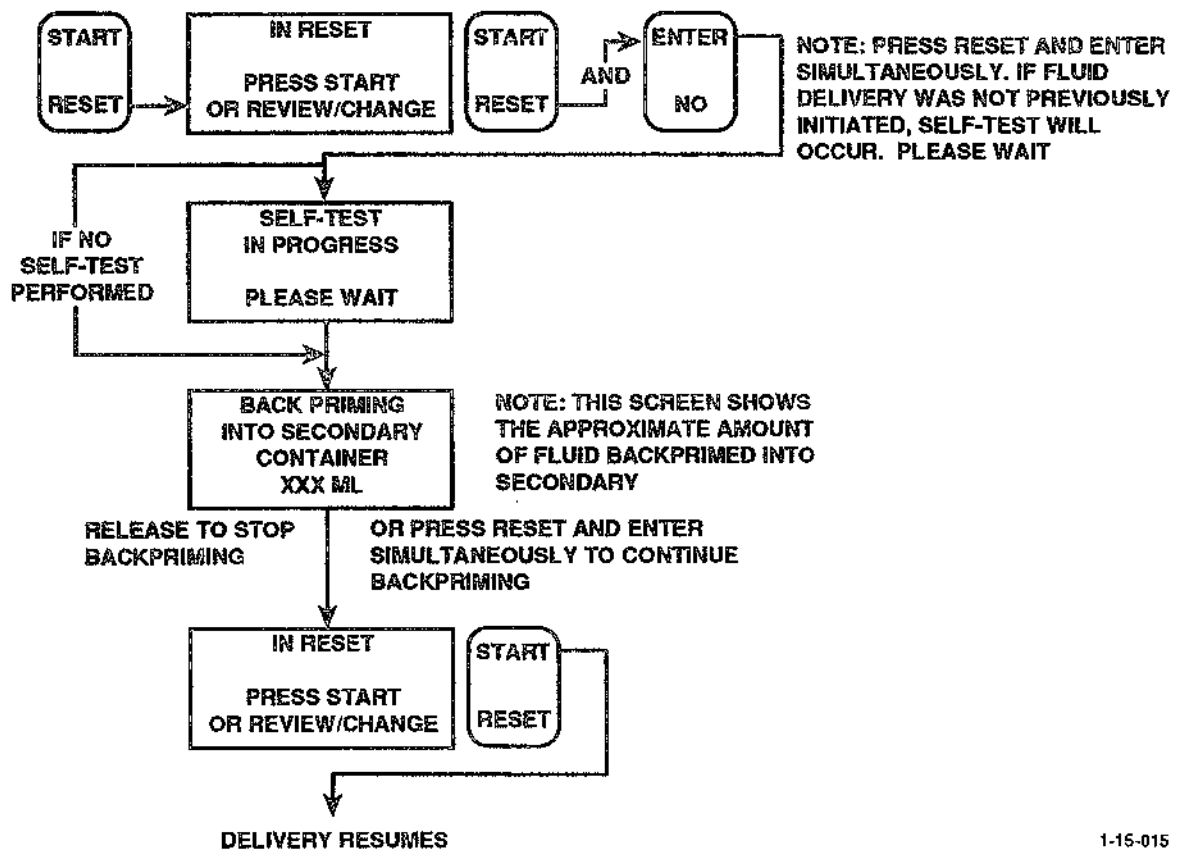 START
RESET
IN RESET
PRESS START
OR REVIEW/CHANGE
START
RESET
AND
ENTER
NO
NOTE: PRESS RESET AND ENTER
SIMULTANEOUSLY. IF FLUID
DELIVERY WAS NOT PREVIOUSLY
INITIATED, SELF-TEST WILL
OCCUR. PLEASE WAIT
IF NO
SELF-TEST
PERFORMED
SELF-TEST
IN PROGRESS
PLEASE WAIT
BACK PRIMING
INTO SECONDARY
CONTAINER
XXX ML
NOTE: THIS SCREEN SHOWS
THE APPROXIMATE AMOUNT
OF FLUID BACKPRIMED INTO
SECONDARY
RELEASE TO STOP
BACKPRIMING
OR PRESS RESET AND ENTER
SIMULTANEOUSLY TO CONTINUE
BACKPRIMING
IN RESET
PRESS START
OR REVIEW/CHANGE
START
RESET
DELIVERY RESUMES
1-15-015